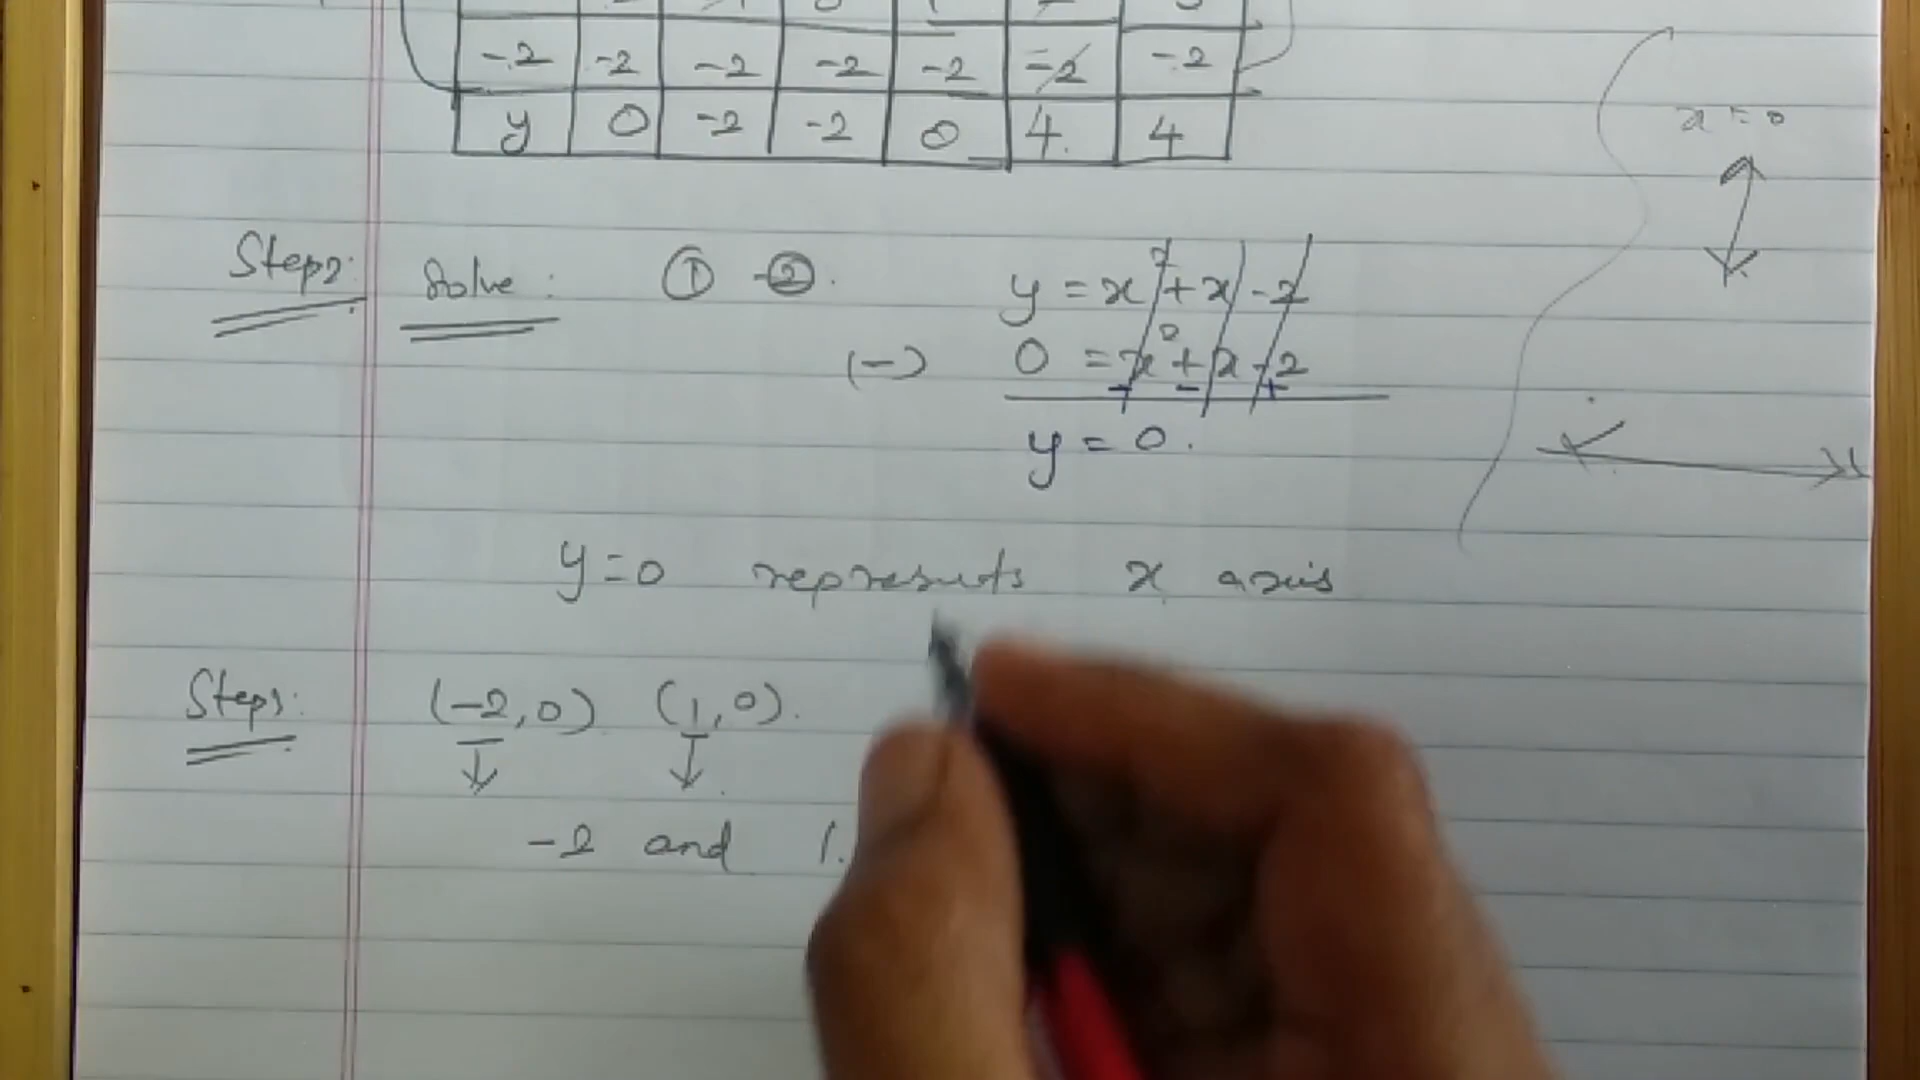 -2 -2 -2 -2 -2 -2 -2
y 0 -2 -2 0 4 4
x = 0
Step2: Solve : ① - ②.
y = x² + x - 2
(-) 0 = x² + x - 2
- - +
y = 0.
y=0 represents x axis
Step3: (-2,0) (1,0).
-2 and 1.